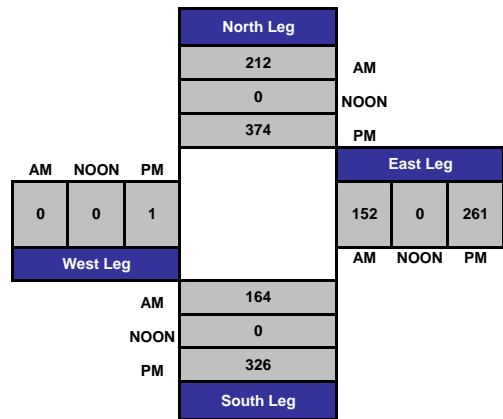 North Leg
212 AM
0 NOON
374 PM
AM NOON PM East Leg
0 0 1 152 0 261
West Leg AM NOON PM
AM 164
NOON 0
PM 326
South Leg